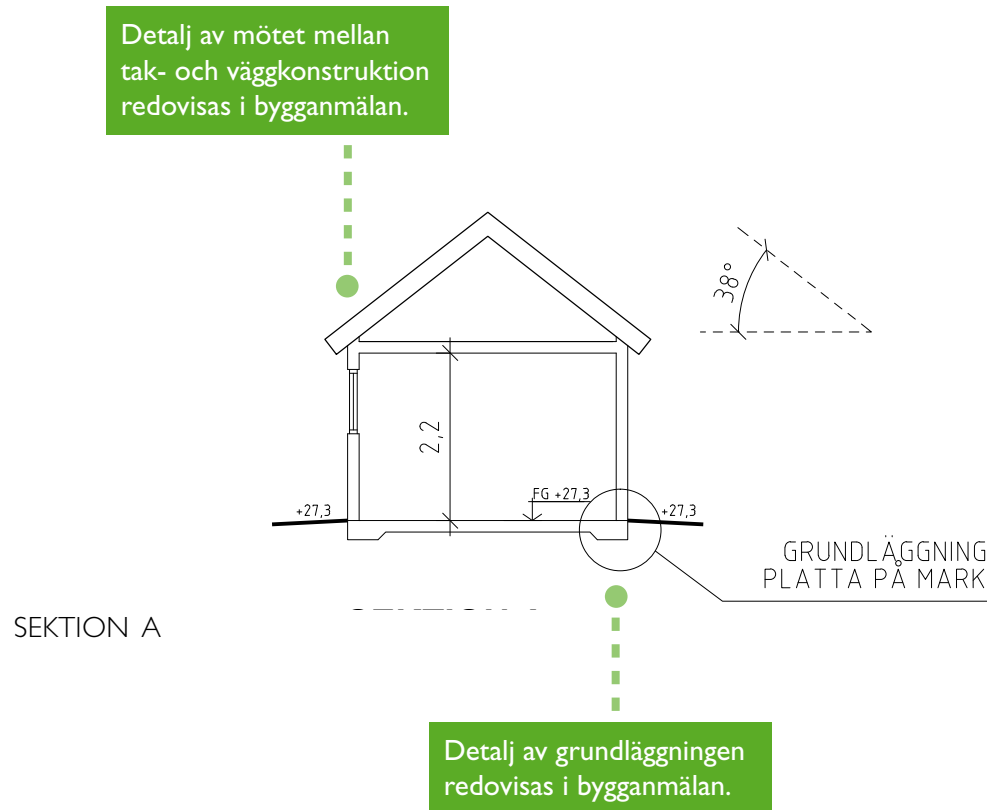 Detalj av mötet mellan
tak- och väggkonstruktion
redovisas i bygganmälan.
38°
2,2
FG +27,3
+27,3
+27,3
GRUNDLÄGGNING
PLATTA PÅ MARK
SEKTION A
Detalj av grundläggningen
redovisas i bygganmälan.